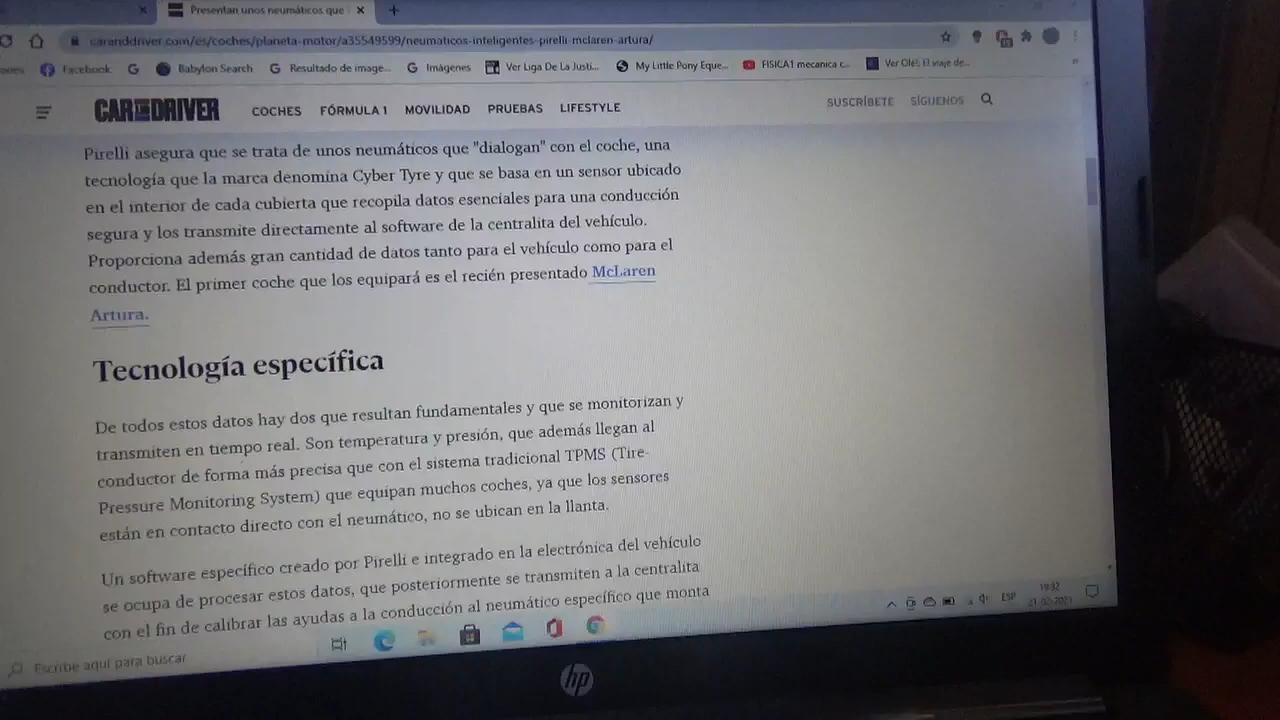 Presentan unos neumáticos que
caranddriver.com/es/coches/planeta-motor/a35549599/neumaticos-inteligentes-pirelli-mclaren-artura/
Facebook
Babylon Search
Resultado de image...
Imágenes
Ver Liga De La Justi...
My Little Pony Eque...
FISICA1 mecanica c...
Ver Olé!: El viaje de...
CAR AND DRIVER
COCHES FÓRMULA 1 MOVILIDAD PRUEBAS LIFESTYLE
SUSCRÍBETE SÍGUENOS
Pirelli asegura que se trata de unos neumáticos que "dialogan" con el coche, una
tecnología que la marca denomina Cyber Tyre y que se basa en un sensor ubicado
en el interior de cada cubierta que recopila datos esenciales para una conducción
segura y los transmite directamente al software de la centralita del vehículo.
Proporciona además gran cantidad de datos tanto para el vehículo como para el
conductor. El primer coche que los equipará es el recién presentado McLaren
Artura.
Tecnología específica
De todos estos datos hay dos que resultan fundamentales y que se monitorizan y
transmiten en tiempo real. Son temperatura y presión, que además llegan al
conductor de forma más precisa que con el sistema tradicional TPMS (Tire-
Pressure Monitoring System) que equipan muchos coches, ya que los sensores
están en contacto directo con el neumático, no se ubican en la llanta.
Un software específico creado por Pirelli e integrado en la electrónica del vehículo
se ocupa de procesar estos datos, que posteriormente se transmiten a la centralita
con el fin de calibrar las ayudas a la conducción al neumático específico que monta
ESP
19:32
21-02-2021
Escribe aquí para buscar
hp